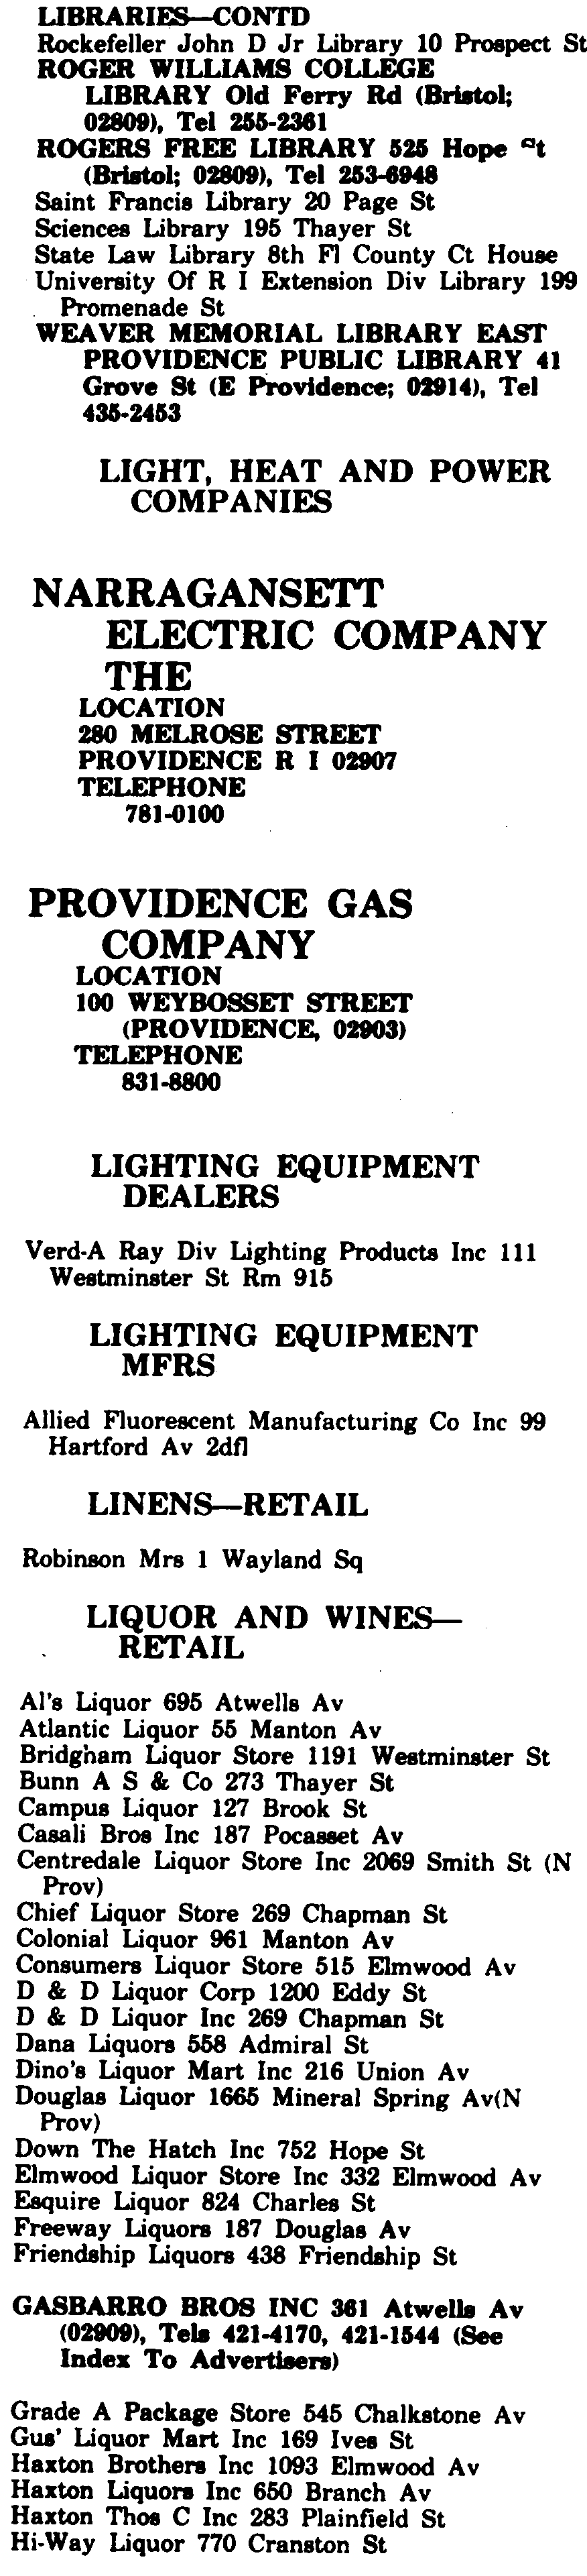 LIBRARIES—CONTD
Rockefeller John D Jr Library 10 Prospect St
ROGER WILLIAMS COLLEGE
LIBRARY Old Ferry Rd (Bristol;
02809), Tel 255-2361
ROGERS FREE LIBRARY 525 Hope St
(Bristol; 02809), Tel 253-6948
Saint Francis Library 20 Page St
Sciences Library 195 Thayer St
State Law Library 8th Fl County Ct House
University Of R I Extension Div Library 199
Promenade St
WEAVER MEMORIAL LIBRARY EAST
PROVIDENCE PUBLIC LIBRARY 41
Grove St (E Providence; 02914), Tel
435-2453
LIGHT, HEAT AND POWER
COMPANIES
NARRAGANSETT
ELECTRIC COMPANY
THE
LOCATION
280 MELROSE STREET
PROVIDENCE R I 02907
TELEPHONE
781-0100
PROVIDENCE GAS
COMPANY
LOCATION
100 WEYBOSSET STREET
(PROVIDENCE, 02903)
TELEPHONE
831-8800
LIGHTING EQUIPMENT
DEALERS
Verd-A Ray Div Lighting Products Inc 111
Westminster St Rm 915
LIGHTING EQUIPMENT
MFRS
Allied Fluorescent Manufacturing Co Inc 99
Hartford Av 2dfl
LINENS—RETAIL
Robinson Mrs 1 Wayland Sq
LIQUOR AND WINES—
RETAIL
Al's Liquor 695 Atwells Av
Atlantic Liquor 55 Manton Av
Bridgham Liquor Store 1191 Westminster St
Bunn A S & Co 273 Thayer St
Campus Liquor 127 Brook St
Casali Bros Inc 187 Pocasset Av
Centredale Liquor Store Inc 2069 Smith St (N
Prov)
Chief Liquor Store 269 Chapman St
Colonial Liquor 961 Manton Av
Consumers Liquor Store 515 Elmwood Av
D & D Liquor Corp 1200 Eddy St
D & D Liquor Inc 269 Chapman St
Dana Liquors 558 Admiral St
Dino's Liquor Mart Inc 216 Union Av
Douglas Liquor 1665 Mineral Spring Av(N
Prov)
Down The Hatch Inc 752 Hope St
Elmwood Liquor Store Inc 332 Elmwood Av
Esquire Liquor 824 Charles St
Freeway Liquors 187 Douglas Av
Friendship Liquors 438 Friendship St
GASBARRO BROS INC 361 Atwells Av
(02909), Tels 421-4170, 421-1544 (See
Index To Advertisers)
Grade A Package Store 545 Chalkstone Av
Gus' Liquor Mart Inc 169 Ives St
Haxton Brothers Inc 1093 Elmwood Av
Haxton Liquors Inc 650 Branch Av
Haxton Thos C Inc 283 Plainfield St
Hi-Way Liquor 770 Cranston St